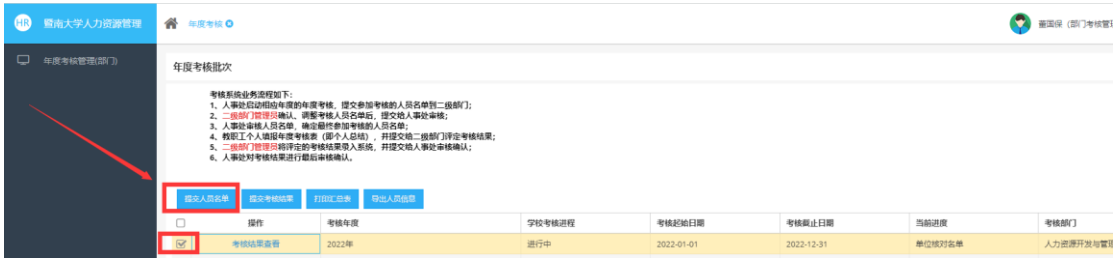 HR 暨南大学人力资源管理 年度考核 董国保 (部门考核管理
年度考核管理(部门)
年度考核批次
考核系统业务流程如下:
1、人事处启动相应年度的年度考核,提交参加考核的人员名单到二级部门;
2、二级部门管理员确认、调整考核人员名单后,提交给人事处审核;
3、人事处审核人员名单,确定最终参加考核的人员名单;
4、教职工个人填报年度考核表(即个人总结),并提交给二级部门评定考核结果;
5、二级部门管理员将评定的考核结果录入系统,并提交给人事处审核确认;
6、人事处对考核结果进行最后审核确认。
提交人员名单 提交考核结果 打印汇总表 导出人员信息
操作 考核年度 学校考核进程 考核起始日期 考核截止日期 当前进度 考核部门
考核结果查看 2022年 进行中 2022-01-01 2022-12-31 单位核对名单 人力资源开发与管理